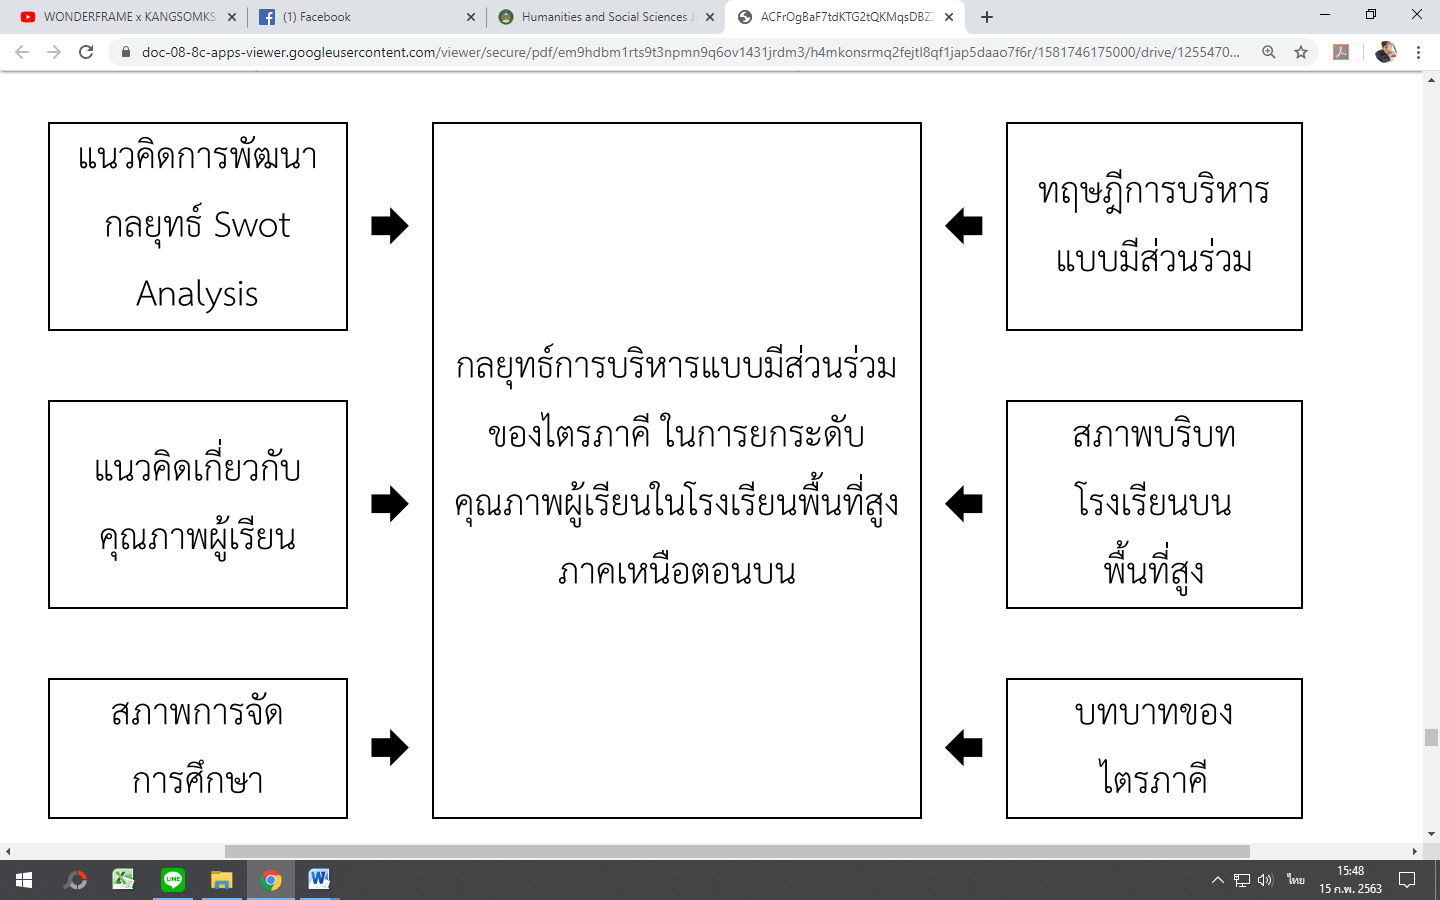 WONDERFRAME x KANGSOMKS
(1) Facebook
Humanities and Social Sciences J
ACFrOgBaF7tdKTG2tQKMqsDBZ
doc-08-8c-apps-viewer.googleusercontent.com/viewer/secure/pdf/em9hdbm1rts9t3npmn9q6ov1431jrdm3/h4mkonsrmq2fejtl8qf1jap5daao7f6r/1581746175000/drive/1255470...
แนวคิดการพัฒนา
กลยุทธ์ Swot
Analysis
แนวคิดเกี่ยวกับ
คุณภาพผู้เรียน
สภาพการจัด
การศึกษา
กลยุทธ์การบริหารแบบมีส่วนร่วม
ของไตรภาคี ในการยกระดับ
คุณภาพผู้เรียนในโรงเรียนพื้นที่สูง
ภาคเหนือตอนบน
ทฤษฎีการบริหาร
แบบมีส่วนร่วม
สภาพบริบท
โรงเรียนบน
พื้นที่สูง
บทบาทของ
ไตรภาคี
LINE
ไทย
15:48
15 ก.พ. 2563